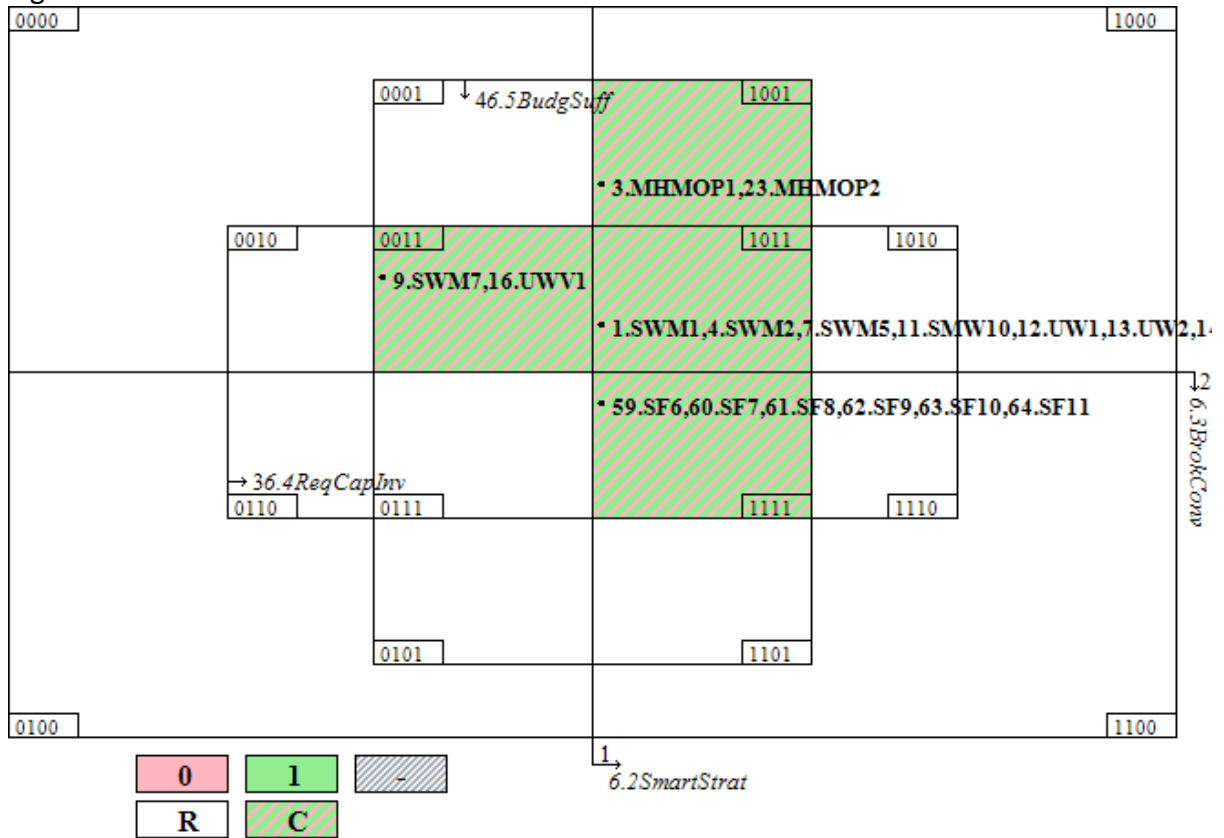 0000 1000
0001 46.5BudgSuff 1001
3.MHMOP1,23.MHMOP2
0010 0011 1011 1010
9.SWM7,16.UWV1
1.SWM1,4.SWM2,7.SWM5,11.SMW10,12.UW1,13.UW2,14
2
6.3BrokConv
59.SF6,60.SF7,61.SF8,62.SF9,63.SF10,64.SF11
36.4ReqCapInv
0110 0111 1111 1110
0101 1101
0100 1100
1
6.2SmartStrat
0 1 -
R C